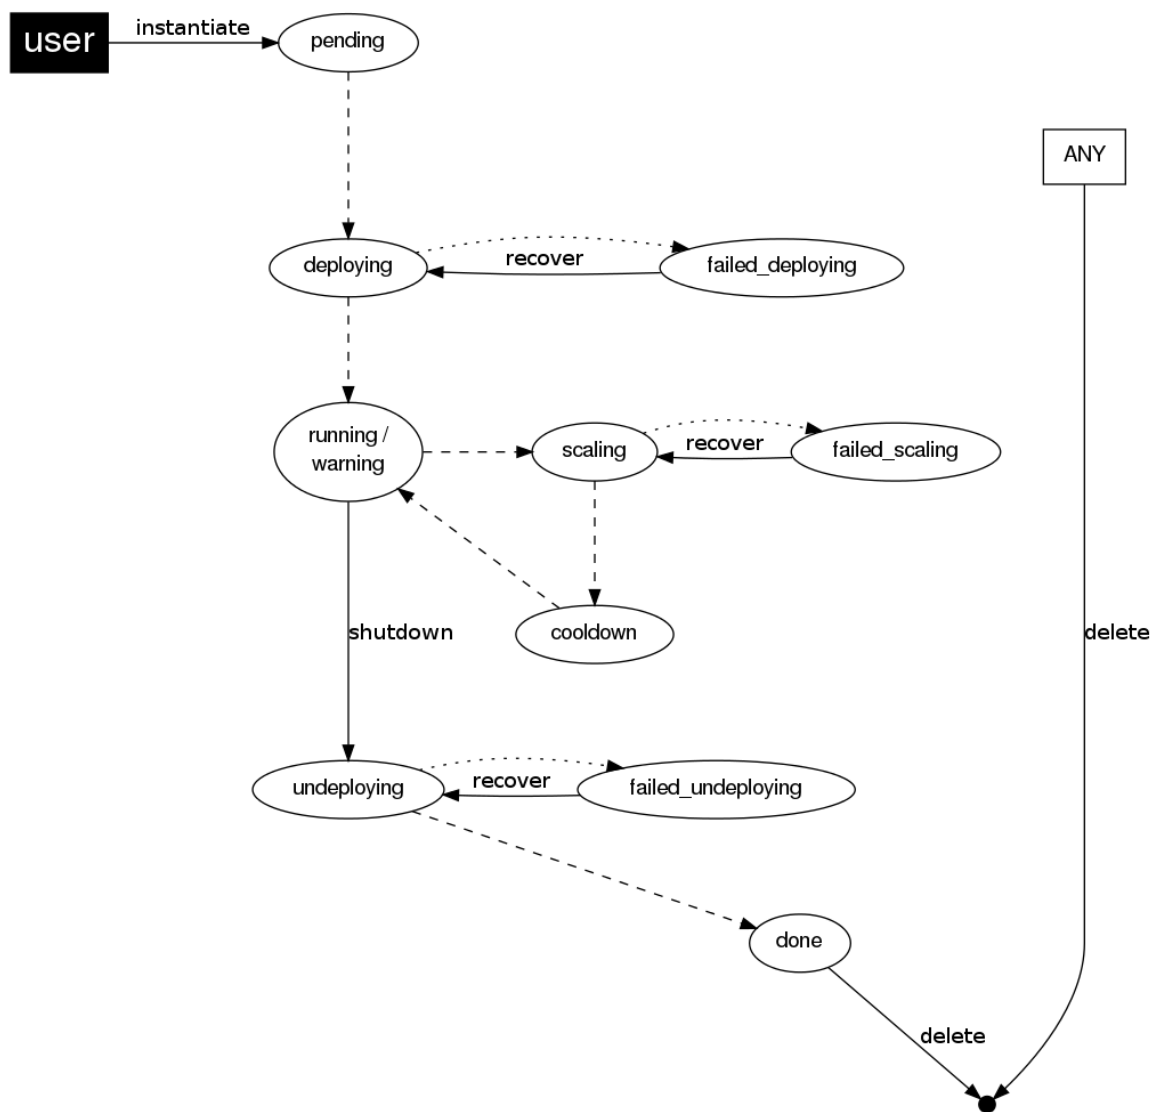 user
instantiate
pending
ANY
deploying
recover
failed_deploying
running /
warning
scaling
recover
failed_scaling
shutdown
cooldown
delete
undeploying
recover
failed_undeploying
done
delete